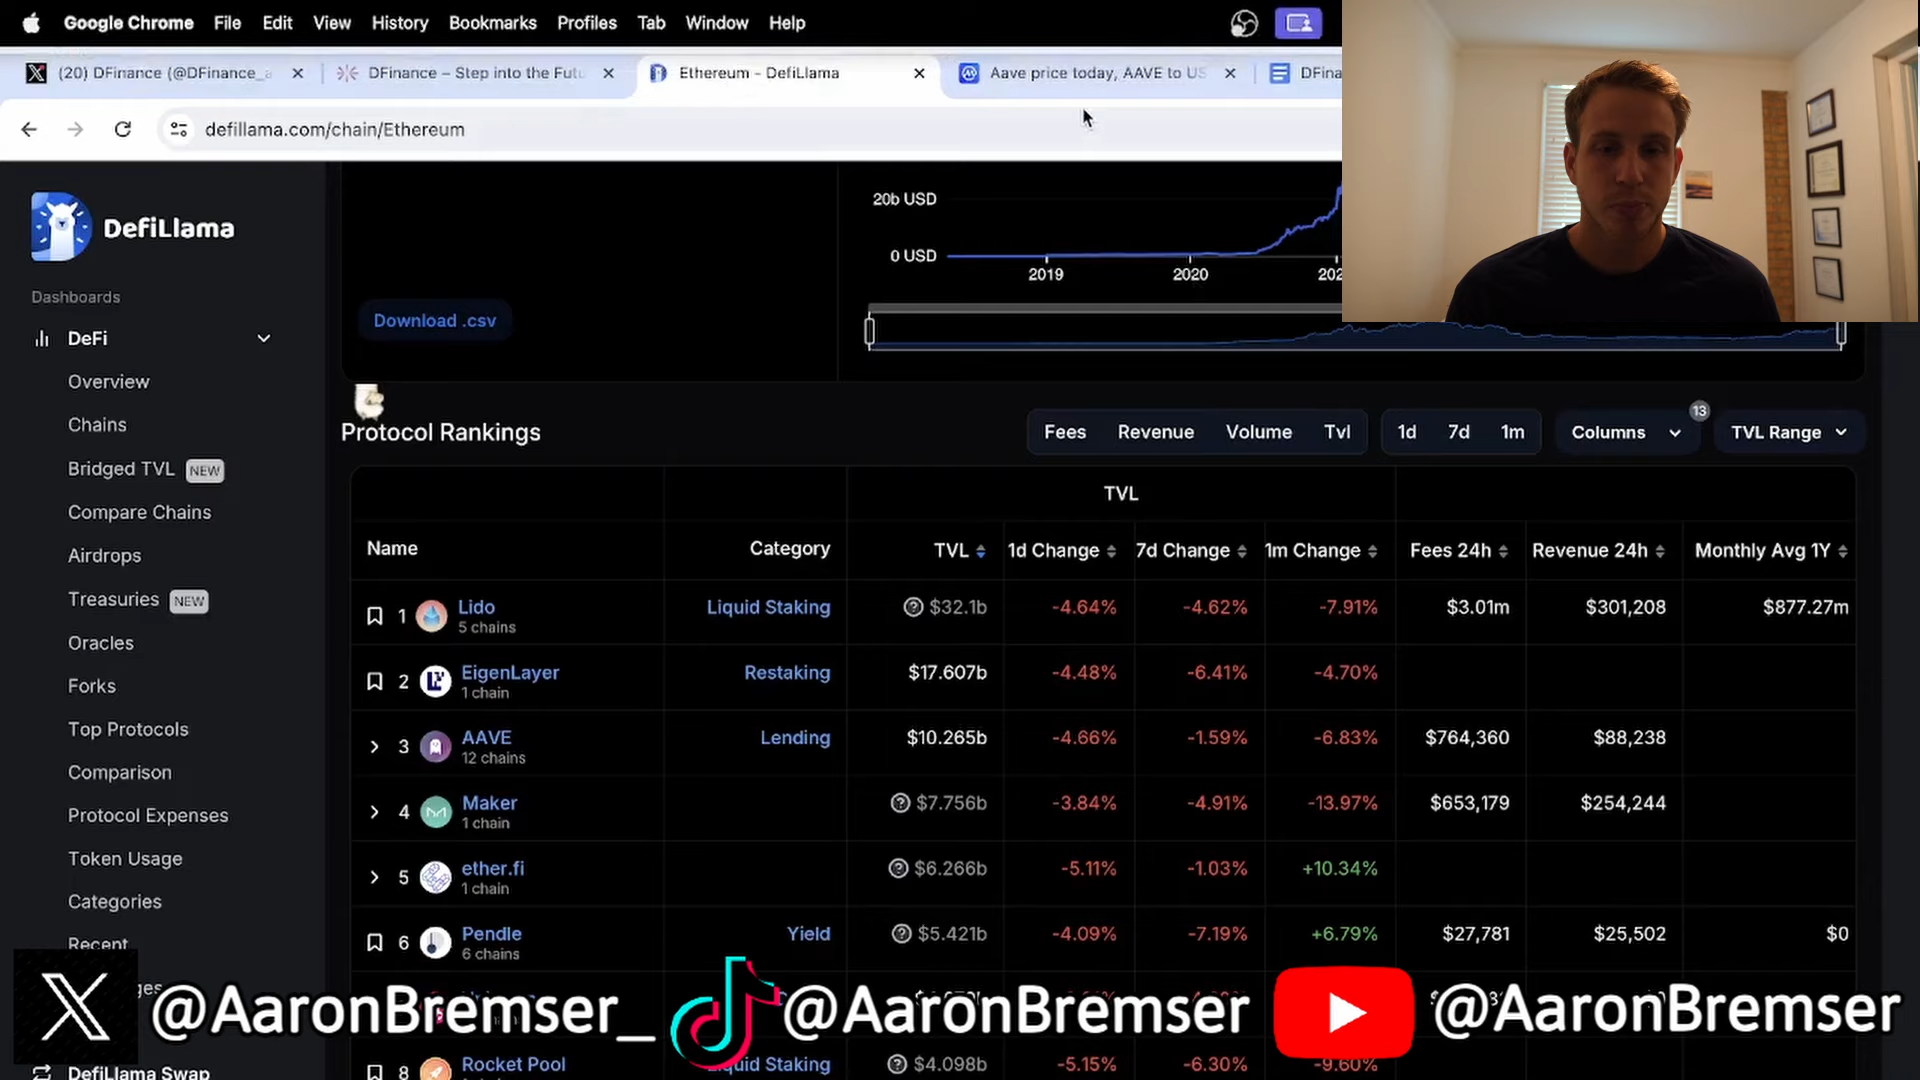 Google Chrome File Edit View History Bookmarks Profiles Tab Window Help
(20) DFinance (@DFinance_a
DFinance – Step into the Futu
Ethereum - DefiLlama
Aave price today, AAVE to US
DFina
defillama.com/chain/Ethereum
DefiLlama
Dashboards
DeFi
Overview
Chains
Bridged TVL NEW
Compare Chains
Airdrops
Treasuries NEW
Oracles
Forks
Top Protocols
Comparison
Protocol Expenses
Token Usage
Categories
Recent
DefiLlama Swap
20b USD
0 USD
2019 2020 202
Download .csv
Protocol Rankings
Fees Revenue Volume Tvl 1d 7d 1m Columns 13 TVL Range
TVL
Name Category TVL 1d Change 7d Change 1m Change Fees 24h Revenue 24h Monthly Avg 1Y
1 Lido Liquid Staking $32.1b -4.64% -4.62% -7.91% $3.01m $301,208 $877.27m
5 chains
2 EigenLayer Restaking $17.607b -4.48% -6.41% -4.70%
1 chain
3 AAVE Lending $10.265b -4.66% -1.59% -6.83% $764,360 $88,238
12 chains
4 Maker $7.756b -3.84% -4.91% -13.97% $653,179 $254,244
1 chain
5 ether.fi $6.266b -5.11% -1.03% +10.34%
1 chain
6 Pendle Yield $5.421b -4.09% -7.19% +6.79% $27,781 $25,502 $0
6 chains
@AaronBremser_ @AaronBremser @AaronBremser
8 Rocket Pool Liquid Staking $4.098b -5.15% -6.30% -9.60%